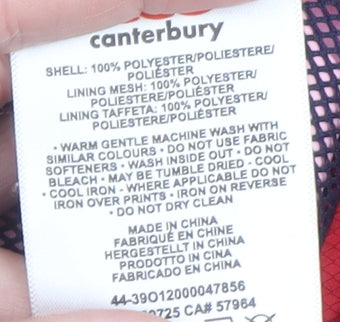 canterbury
SHELL: 100% POLYESTER/POLIESTERE/
POLIÉSTER
LINING MESH: 100% POLYESTER/
POLIESTERE/POLIÉSTER
LINING TAFFETA: 100% POLYESTER/
POLIESTERE/POLIÉSTER
• WARM GENTLE MACHINE WASH WITH
SIMILAR COLOURS • DO NOT USE FABRIC
SOFTENERS • WASH INSIDE OUT • DO NOT
BLEACH • MAY BE TUMBLE DRIED - COOL
• COOL IRON - WHERE APPLICABLE DO NOT
IRON OVER PRINTS • IRON ON REVERSE
• DO NOT DRY CLEAN
MADE IN CHINA
FABRIQUÉ EN CHINE
HERGESTELLT IN CHINA
PRODOTTO IN CINA
FABRICADO EN CHINA
44-39O12000047856
0725 CA# 57964